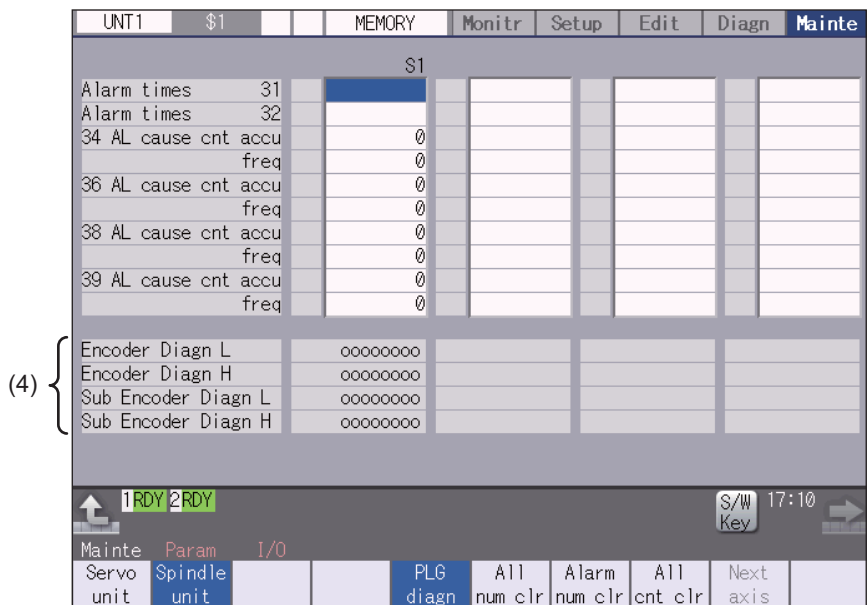 UNT1 $1 MEMORY Monitr Setup Edit Diagn Mainte
S1
Alarm times 31
Alarm times 32
34 AL cause cnt accu 0
freq 0
36 AL cause cnt accu 0
freq 0
38 AL cause cnt accu 0
freq 0
39 AL cause cnt accu 0
freq 0
(4)
Encoder Diagn L oooooooo
Encoder Diagn H oooooooo
Sub Encoder Diagn L oooooooo
Sub Encoder Diagn H oooooooo
1RDY 2RDY S/W Key 17:10
Mainte Param I/O
Servo Spindle PLG All Alarm All Next
unit unit diagn num clr num clr cnt clr axis